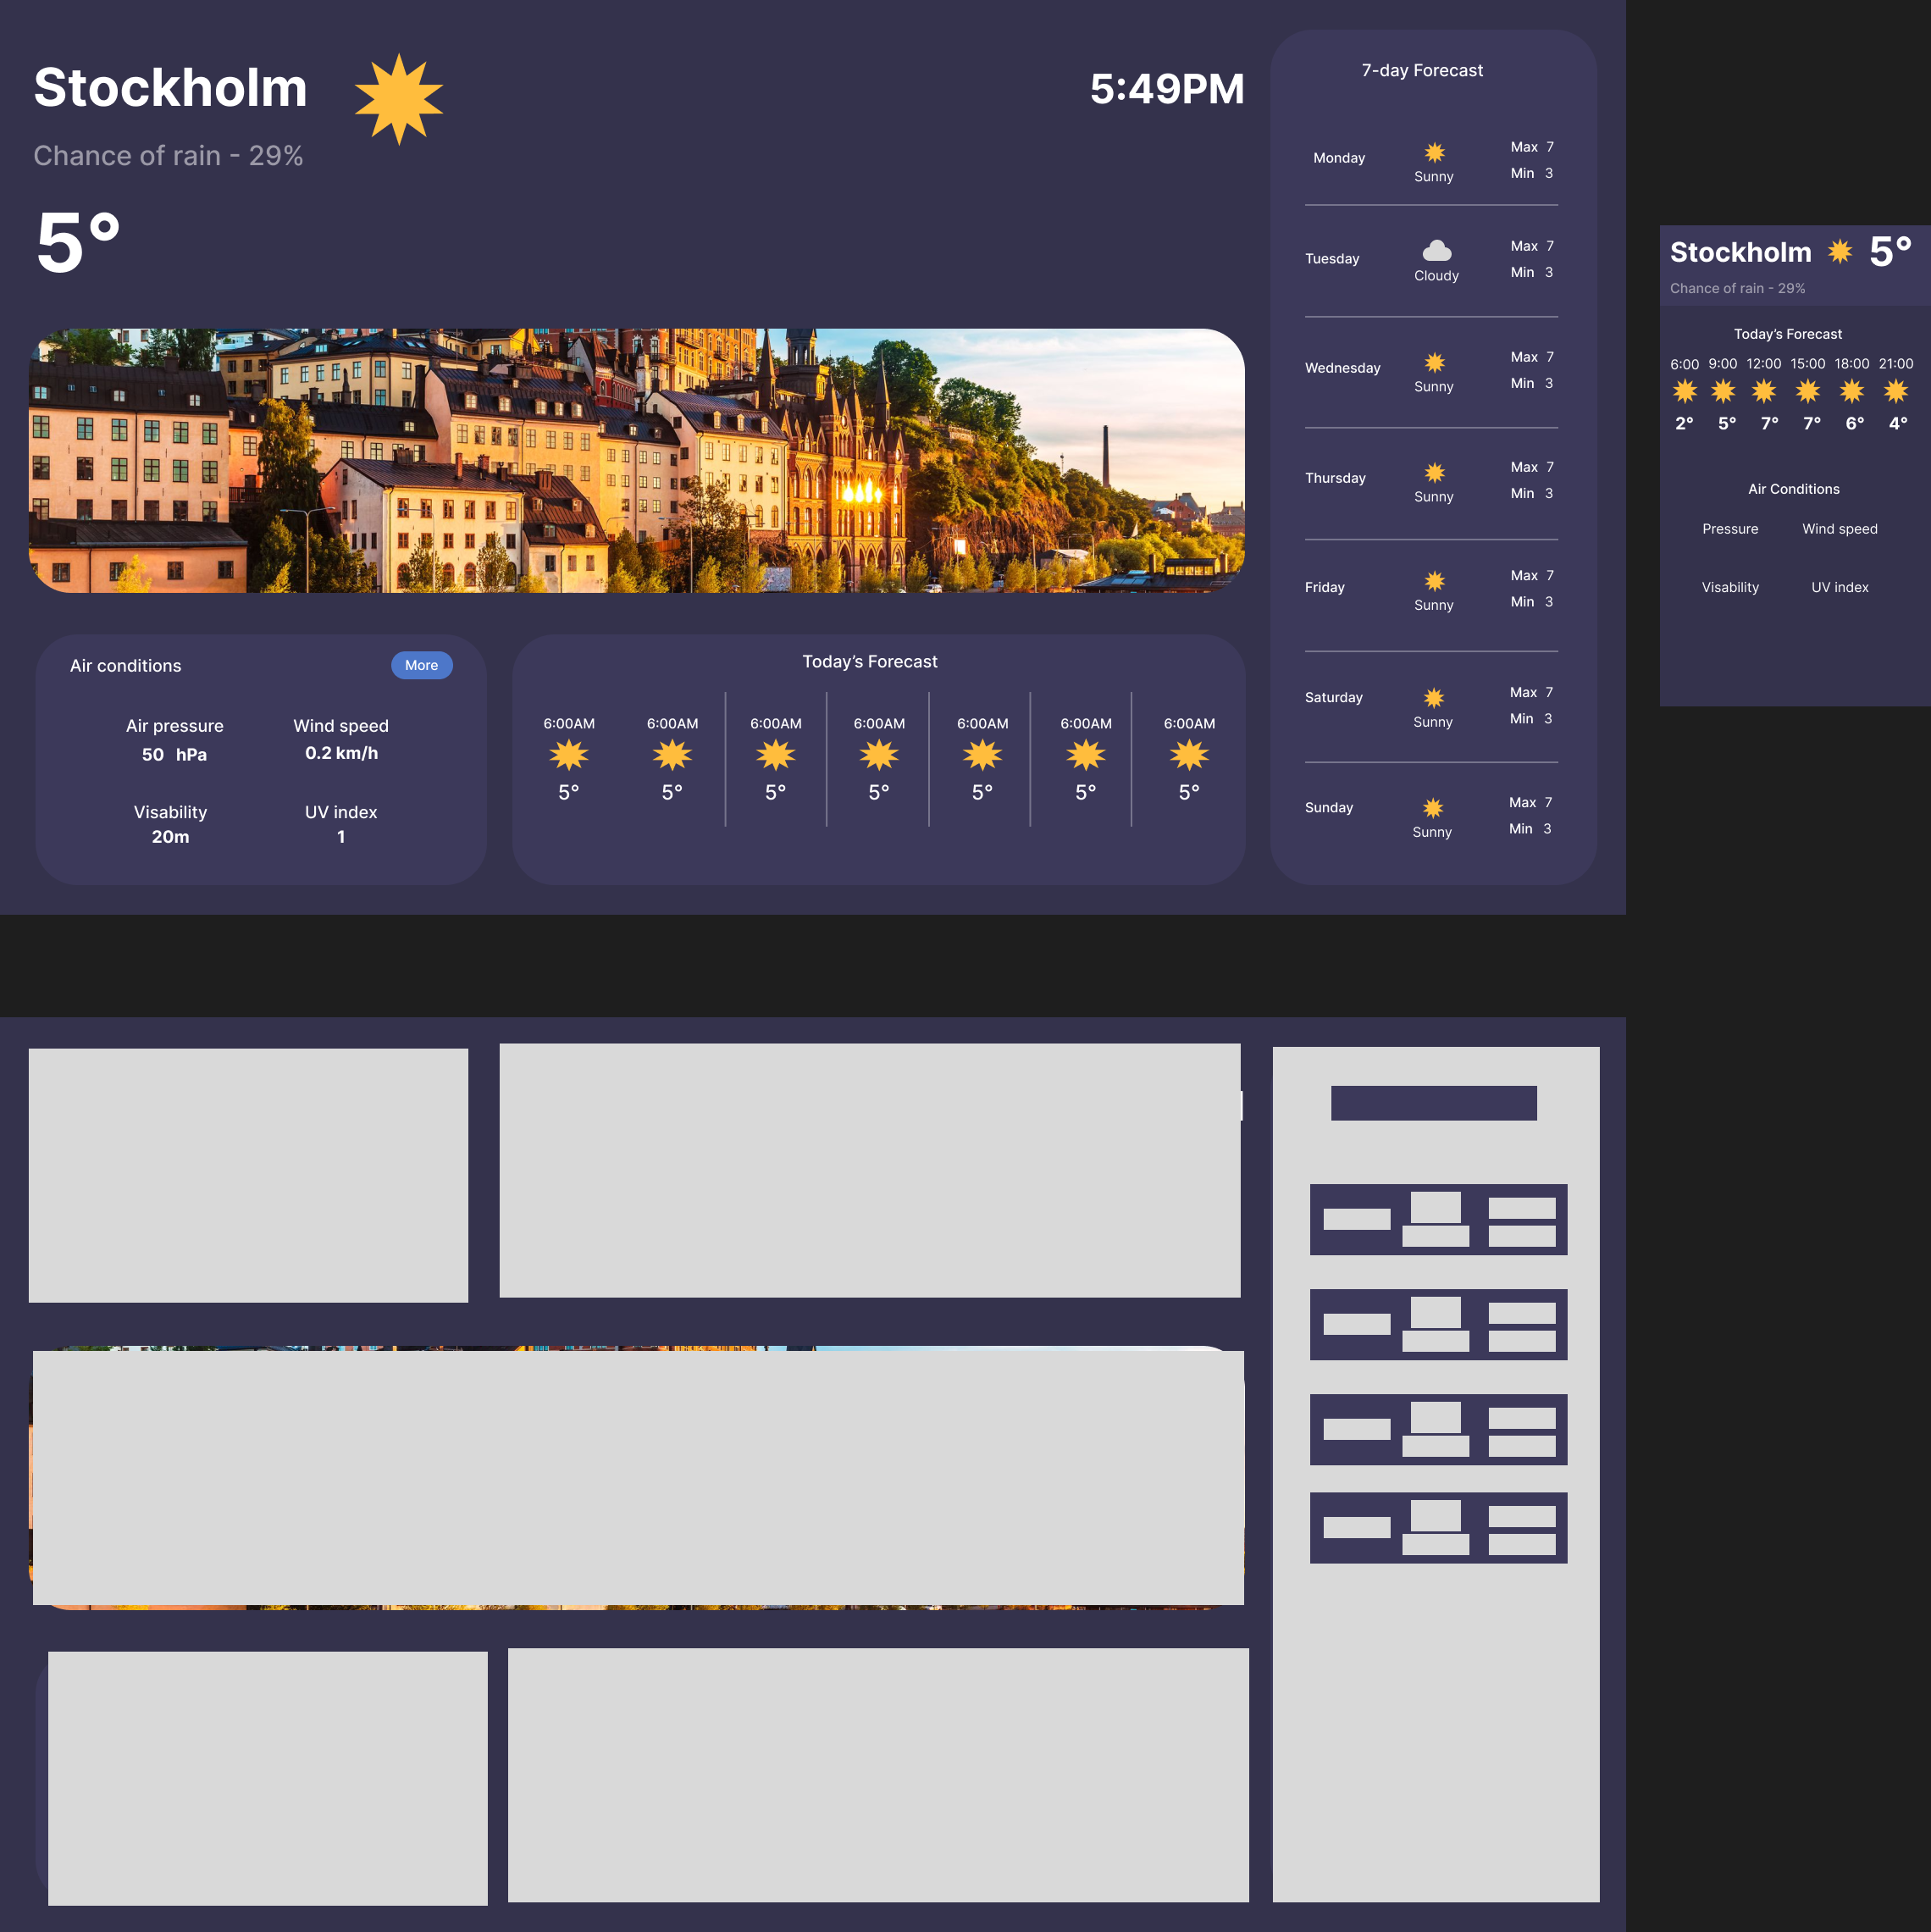 Stockholm
5:49PM
Chance of rain - 29%
5°
Air conditions
More
Air pressure
50 hPa
Wind speed
0.2 km/h
Visability
20m
UV index
1
Today’s Forecast
6:00AM 6:00AM 6:00AM 6:00AM 6:00AM 6:00AM 6:00AM
5° 5° 5° 5° 5° 5° 5°
7-day Forecast
Monday
Sunny
Max 7
Min 3
Tuesday
Cloudy
Max 7
Min 3
Wednesday
Sunny
Max 7
Min 3
Thursday
Sunny
Max 7
Min 3
Friday
Sunny
Max 7
Min 3
Saturday
Sunny
Max 7
Min 3
Sunday
Sunny
Max 7
Min 3
Stockholm 5°
Chance of rain - 29%
Today’s Forecast
6:00 9:00 12:00 15:00 18:00 21:00
2° 5° 7° 7° 6° 4°
Air Conditions
Pressure Wind speed
Visability UV index